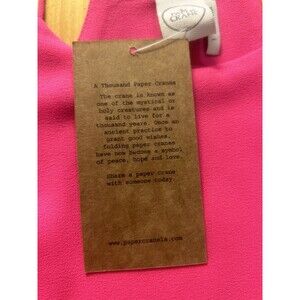 CRANE
A Thousand Paper Cranes
The crane is known as
one of the mystical or
holy creatures and is
said to live for a
thousand years. Once an
ancient practice to
grant good wishes,
folding paper cranes
have now become a symbol
of peace, hope and love.
Share a paper crane
with someone today.
www.papercranela.com